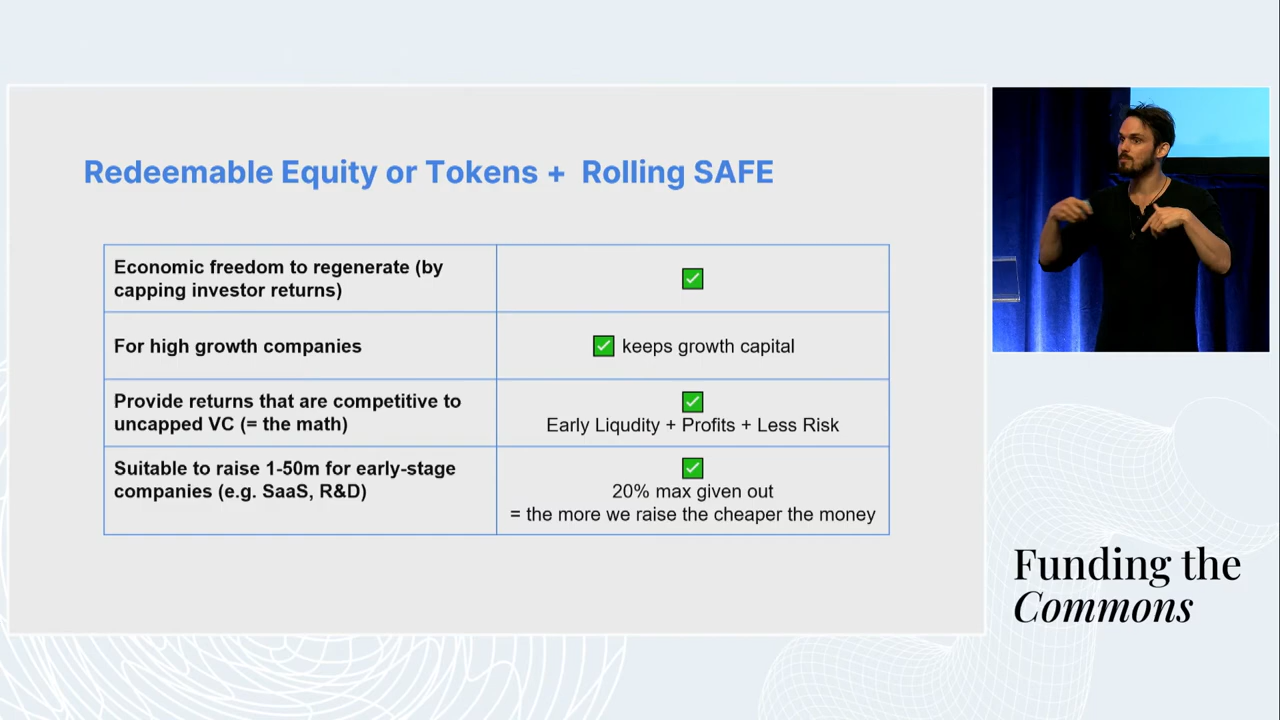 Redeemable Equity or Tokens + Rolling SAFE
Economic freedom to regenerate (by
capping investor returns)
✅
For high growth companies
✅ keeps growth capital
Provide returns that are competitive to
uncapped VC (= the math)
✅
Early Liqudity + Profits + Less Risk
Suitable to raise 1-50m for early-stage
companies (e.g. SaaS, R&D)
✅
20% max given out
= the more we raise the cheaper the money
Funding the
Commons